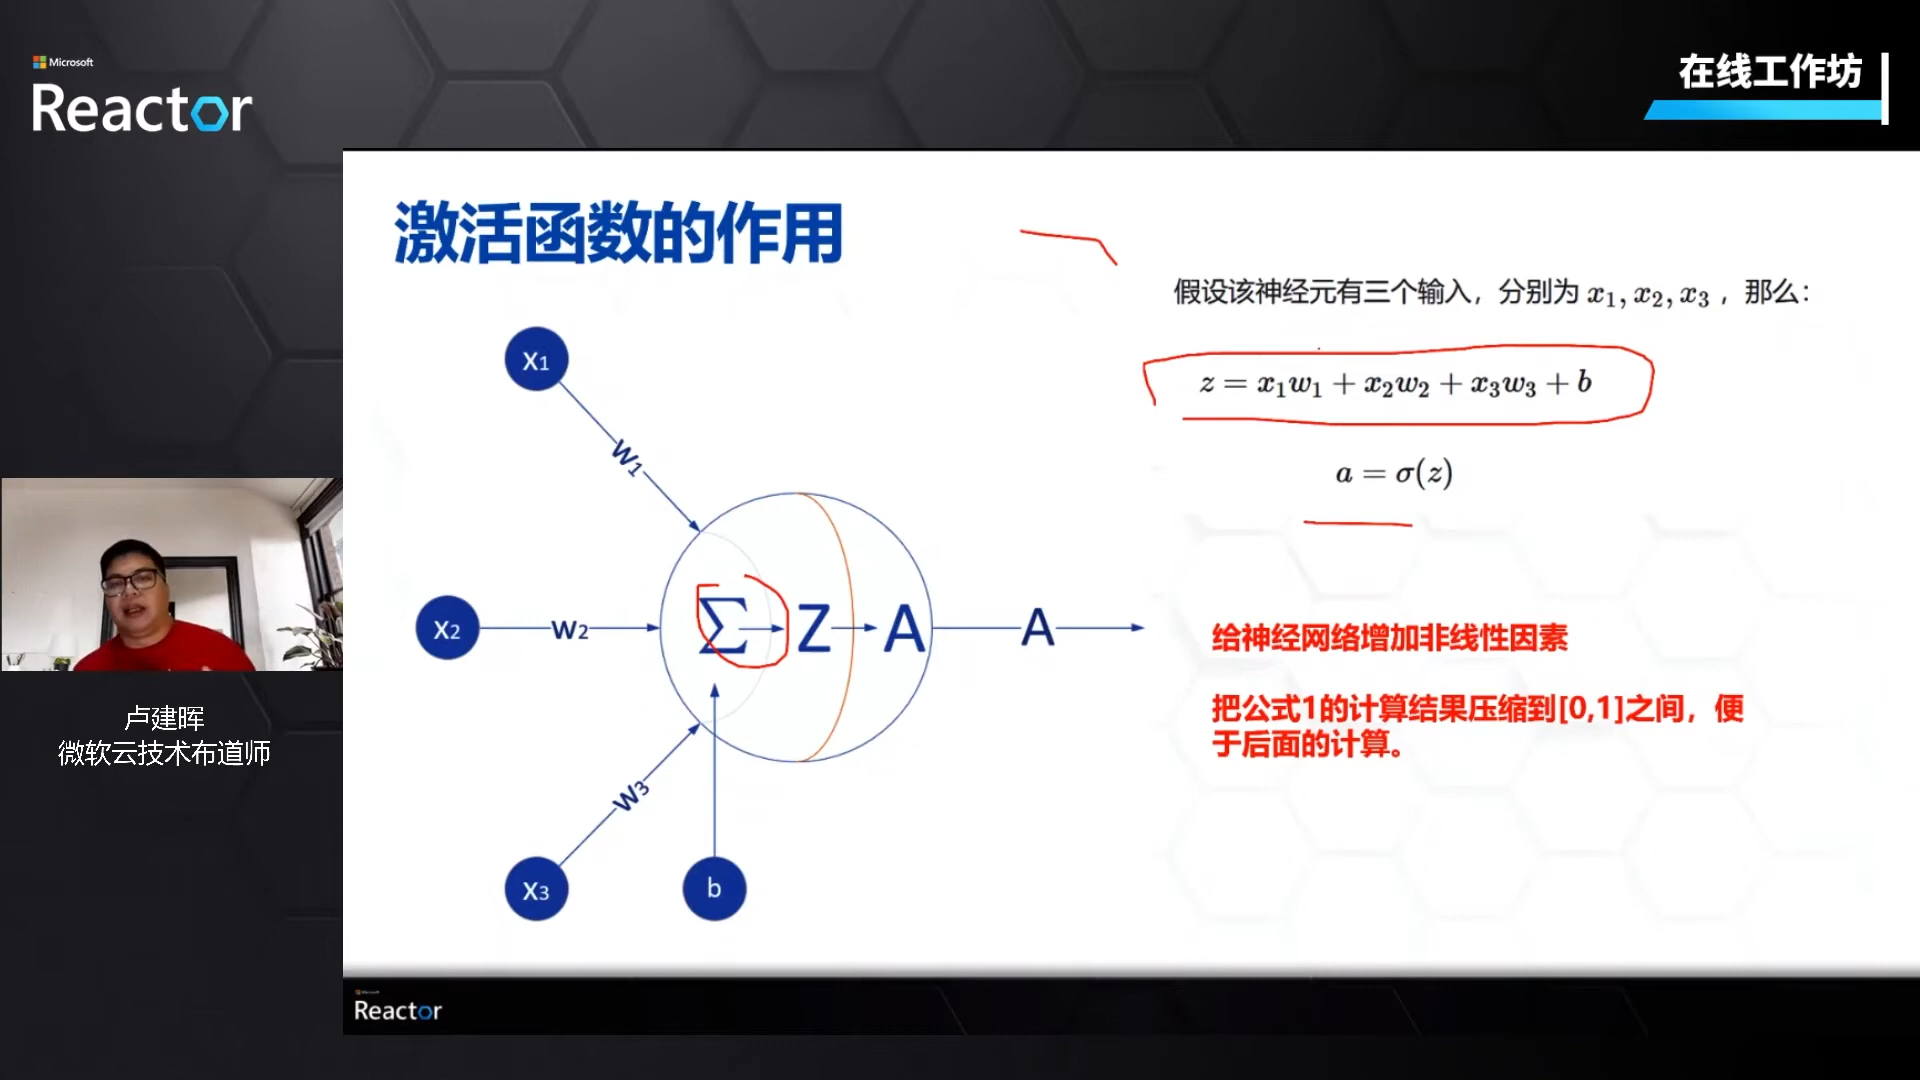 Microsoft
Reactor
在线工作坊
激活函数的作用
假设该神经元有三个输入，分别为 x₁, x₂, x₃ ，那么：
z = x₁w₁ + x₂w₂ + x₃w₃ + b
a = σ(z)
X1
W1
X2
W2
Σ
Z
A
A
W3
X3
b
给神经网络增加非线性因素
把公式1的计算结果压缩到[0,1]之间，便
于后面的计算。
卢建晖
微软云技术布道师
Microsoft
Reactor